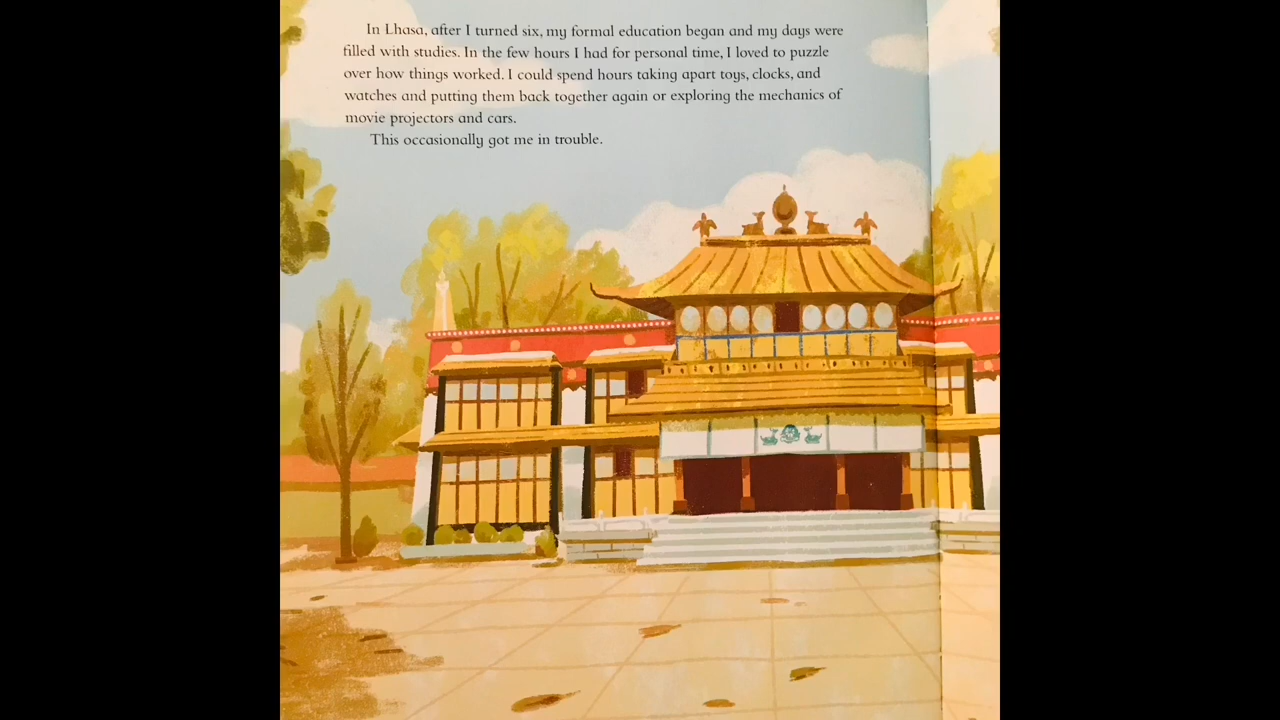 In Lhasa, after I turned six, my formal education began and my days were
filled with studies. In the few hours I had for personal time, I loved to puzzle
over how things worked. I could spend hours taking apart toys, clocks, and
watches and putting them back together again or exploring the mechanics of
movie projectors and cars.
This occasionally got me in trouble.